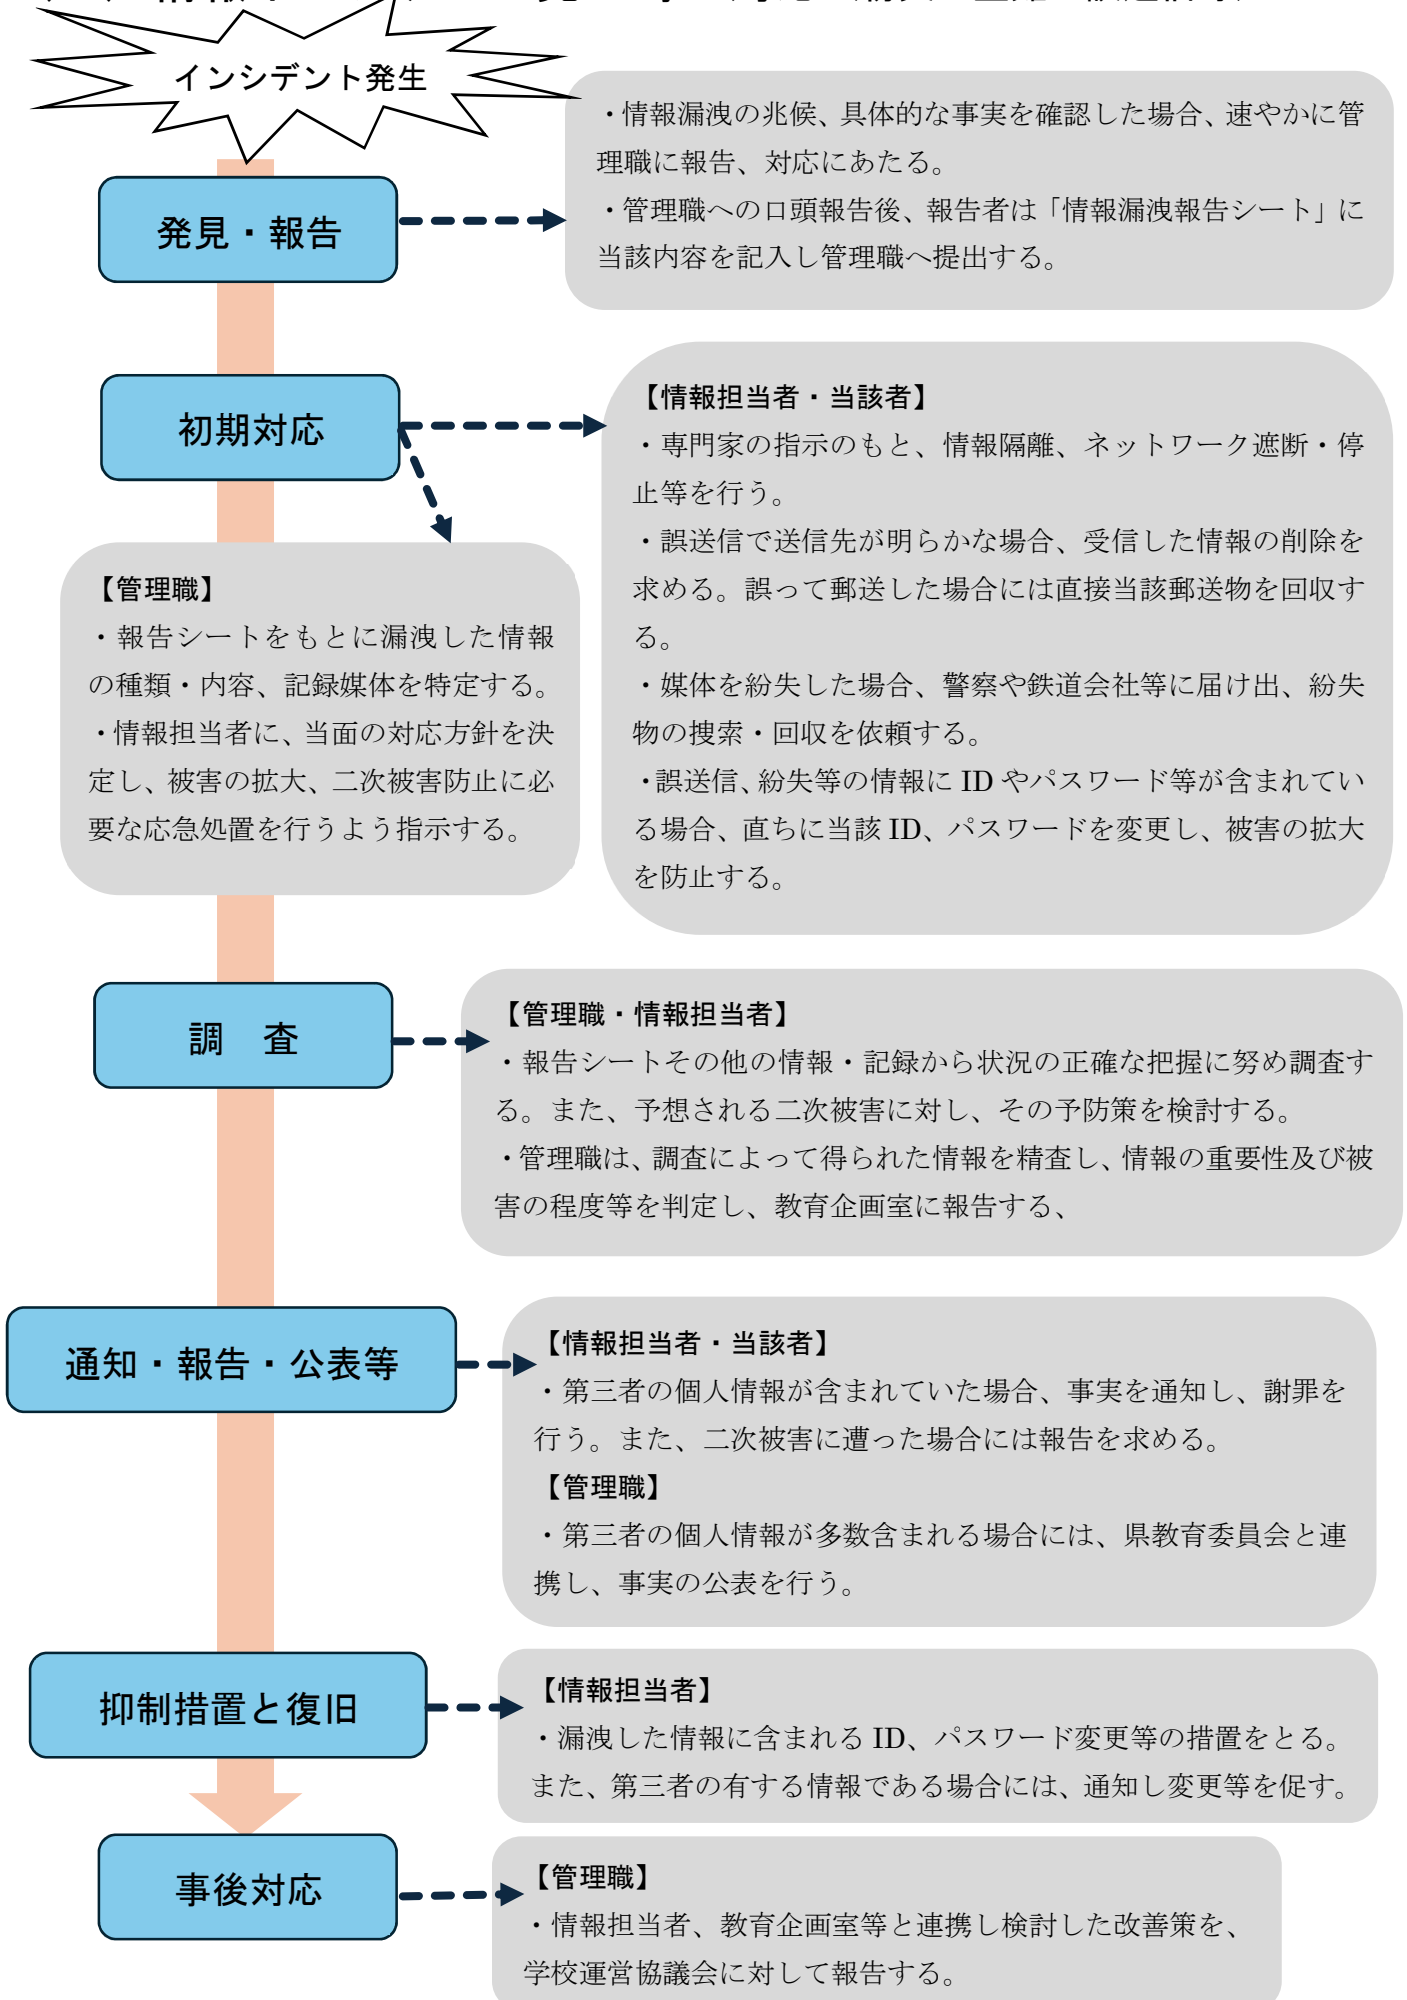 インシデント発生
発見・報告
・情報漏洩の兆候、具体的な事実を確認した場合、速やかに管
理職に報告、対応にあたる。
・管理職への口頭報告後、報告者は「情報漏洩報告シート」に
当該内容を記入し管理職へ提出する。
初期対応
【情報担当者・当該者】
・専門家の指示のもと、情報隔離、ネットワーク遮断・停
止等を行う。
・誤送信で送信先が明らかな場合、受信した情報の削除を
求める。誤って郵送した場合には直接当該郵送物を回収す
る。
・媒体を紛失した場合、警察や鉄道会社等に届け出、紛失
物の捜索・回収を依頼する。
・誤送信、紛失等の情報に ID やパスワード等が含まれてい
る場合、直ちに当該 ID、パスワードを変更し、被害の拡大
を防止する。
【管理職】
・報告シートをもとに漏洩した情報
の種類・内容、記録媒体を特定する。
・情報担当者に、当面の対応方針を決
定し、被害の拡大、二次被害防止に必
要な応急処置を行うよう指示する。
調　査
【管理職・情報担当者】
・報告シートその他の情報・記録から状況の正確な把握に努め調査す
る。また、予想される二次被害に対し、その予防策を検討する。
・管理職は、調査によって得られた情報を精査し、情報の重要性及び被
害の程度等を判定し、教育企画室に報告する、
通知・報告・公表等
【情報担当者・当該者】
・第三者の個人情報が含まれていた場合、事実を通知し、謝罪を
行う。また、二次被害に遭った場合には報告を求める。
【管理職】
・第三者の個人情報が多数含まれる場合には、県教育委員会と連
携し、事実の公表を行う。
抑制措置と復旧
【情報担当者】
・漏洩した情報に含まれる ID、パスワード変更等の措置をとる。
また、第三者の有する情報である場合には、通知し変更等を促す。
事後対応
【管理職】
・情報担当者、教育企画室等と連携し検討した改善策を、
学校運営協議会に対して報告する。